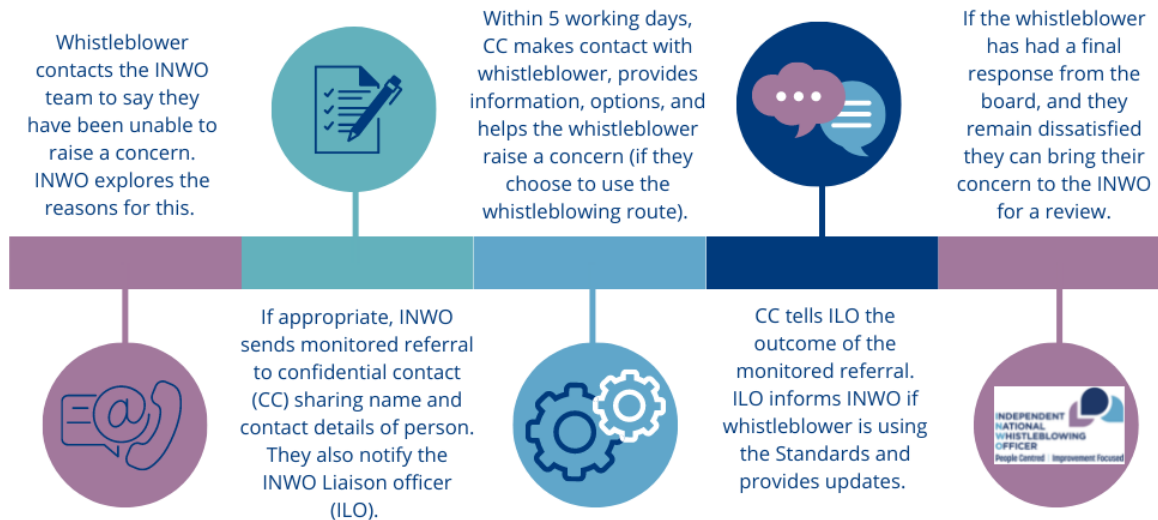 Whistleblower
contacts the INWO
team to say they
have been unable to
raise a concern.
INWO explores the
reasons for this.
If appropriate, INWO
sends monitored referral
to confidential contact
(CC) sharing name and
contact details of person.
They also notify the
INWO Liaison officer
(ILO).
Within 5 working days,
CC makes contact with
whistleblower, provides
information, options, and
helps the whistleblower
raise a concern (if they
choose to use the
whistleblowing route).
CC tells ILO the
outcome of the
monitored referral.
ILO informs INWO if
whistleblower is using
the Standards and
provides updates.
If the whistleblower
has had a final
response from the
board, and they
remain dissatisfied
they can bring their
concern to the INWO
for a review.
@
INDEPENDENT
NATIONAL
WHISTLEBLOWING
OFFICER
People Centred | Improvement Focused